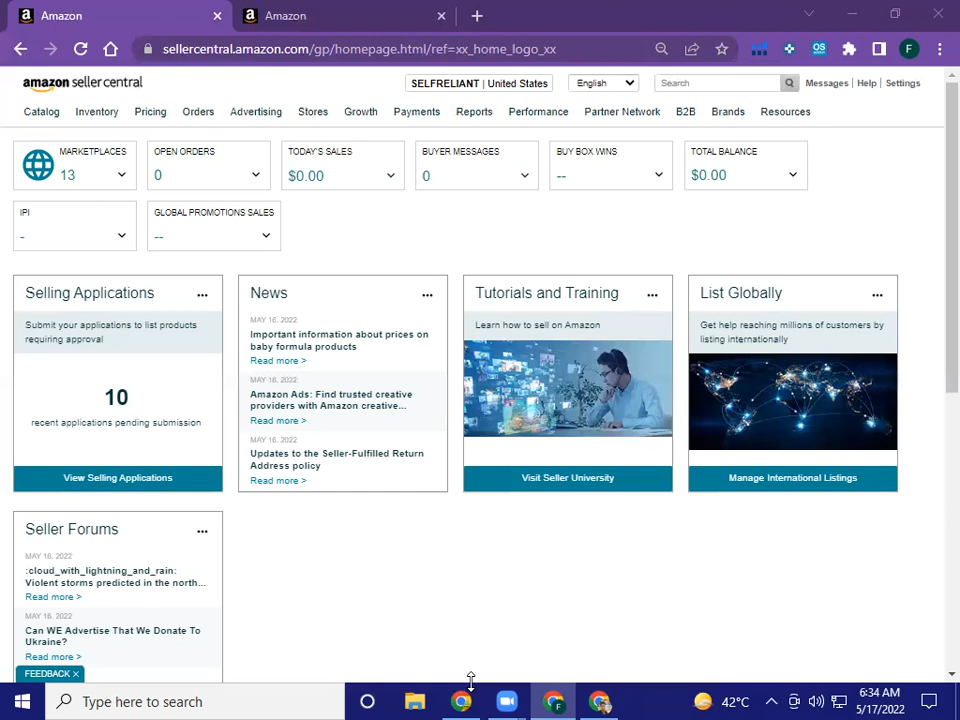 Amazon
Amazon
sellercentral.amazon.com/gp/homepage.html/ref=xx_home_logo_xx
OS
F
amazon seller central
SELFRELIANT | United States
English
Search
Messages | Help | Settings
Catalog Inventory Pricing Orders Advertising Stores Growth Payments Reports Performance Partner Network B2B Brands Resources
MARKETPLACES
13
OPEN ORDERS
0
TODAY'S SALES
$0.00
BUYER MESSAGES
0
BUY BOX WINS
--
TOTAL BALANCE
$0.00
IPI
-
GLOBAL PROMOTIONS SALES
--
Selling Applications
Submit your applications to list products
requiring approval
10
recent applications pending submission
View Selling Applications
News
MAY 16, 2022
Important information about prices on
baby formula products
Read more >
MAY 16, 2022
Amazon Ads: Find trusted creative
providers with Amazon creative...
Read more >
MAY 16, 2022
Updates to the Seller-Fulfilled Return
Address policy
Read more >
Tutorials and Training
Learn how to sell on Amazon
Visit Seller University
List Globally
Get help reaching millions of customers by
listing internationally
Manage International Listings
Seller Forums
MAY 16, 2022
:cloud_with_lightning_and_rain:
Violent storms predicted in the north...
Read more >
MAY 16, 2022
Can WE Advertise That We Donate To
Ukraine?
Read more >
FEEDBACK
Type here to search
F
42°C
6:34 AM
5/17/2022